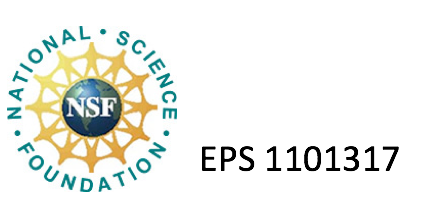 NATIONAL • SCIENCE
• FOUNDATION •
NSF
EPS 1101317